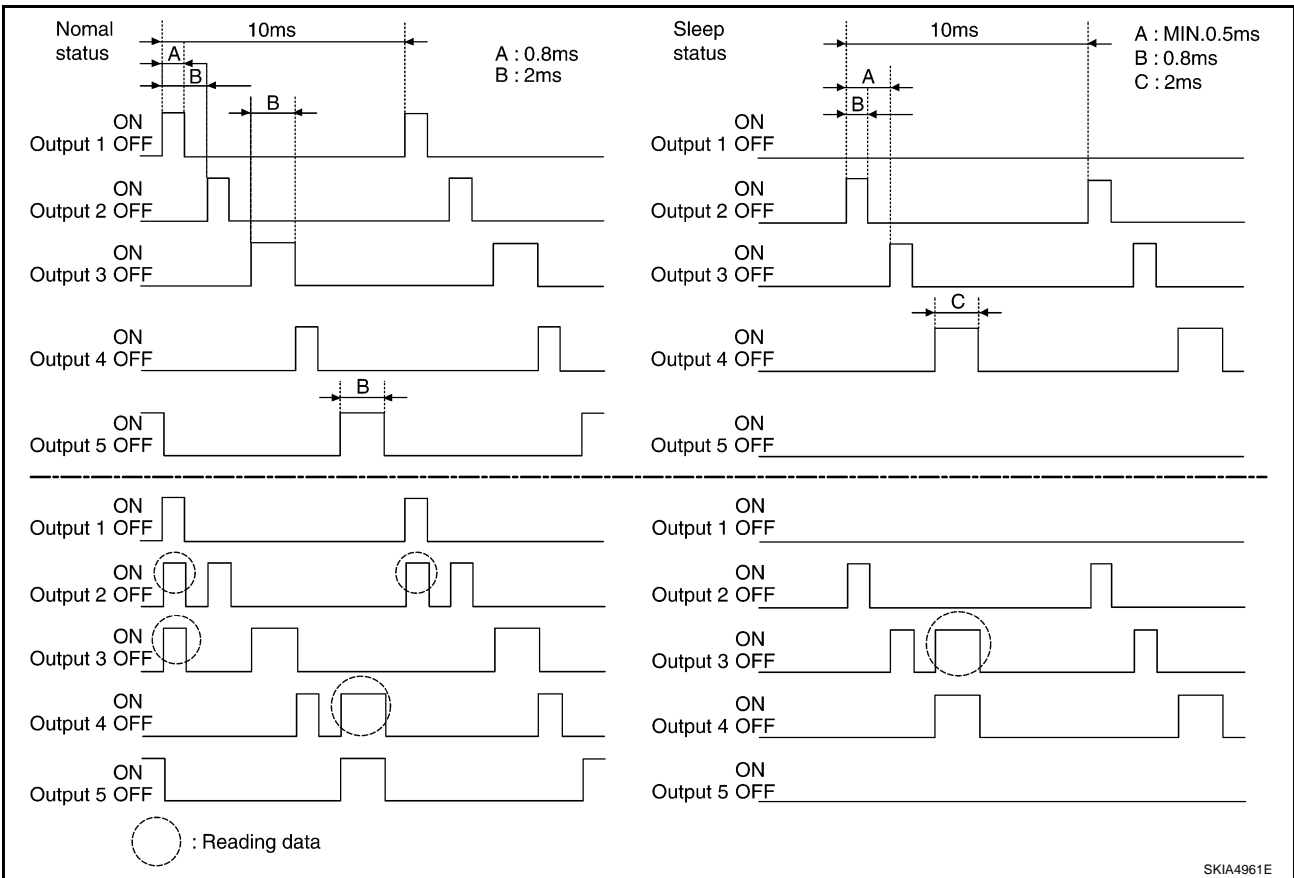 Nomal
status
10ms
A
B
B
A : 0.8ms
B : 2ms
ON
Output 1 OFF
ON
Output 2 OFF
ON
Output 3 OFF
ON
Output 4 OFF
B
ON
Output 5 OFF
Sleep
status
10ms
A
B
A : MIN.0.5ms
B : 0.8ms
C : 2ms
ON
Output 1 OFF
ON
Output 2 OFF
ON
Output 3 OFF
C
ON
Output 4 OFF
ON
Output 5 OFF
ON
Output 1 OFF
ON
Output 2 OFF
ON
Output 3 OFF
ON
Output 4 OFF
ON
Output 5 OFF
: Reading data
ON
Output 1 OFF
ON
Output 2 OFF
ON
Output 3 OFF
ON
Output 4 OFF
ON
Output 5 OFF
SKIA4961E